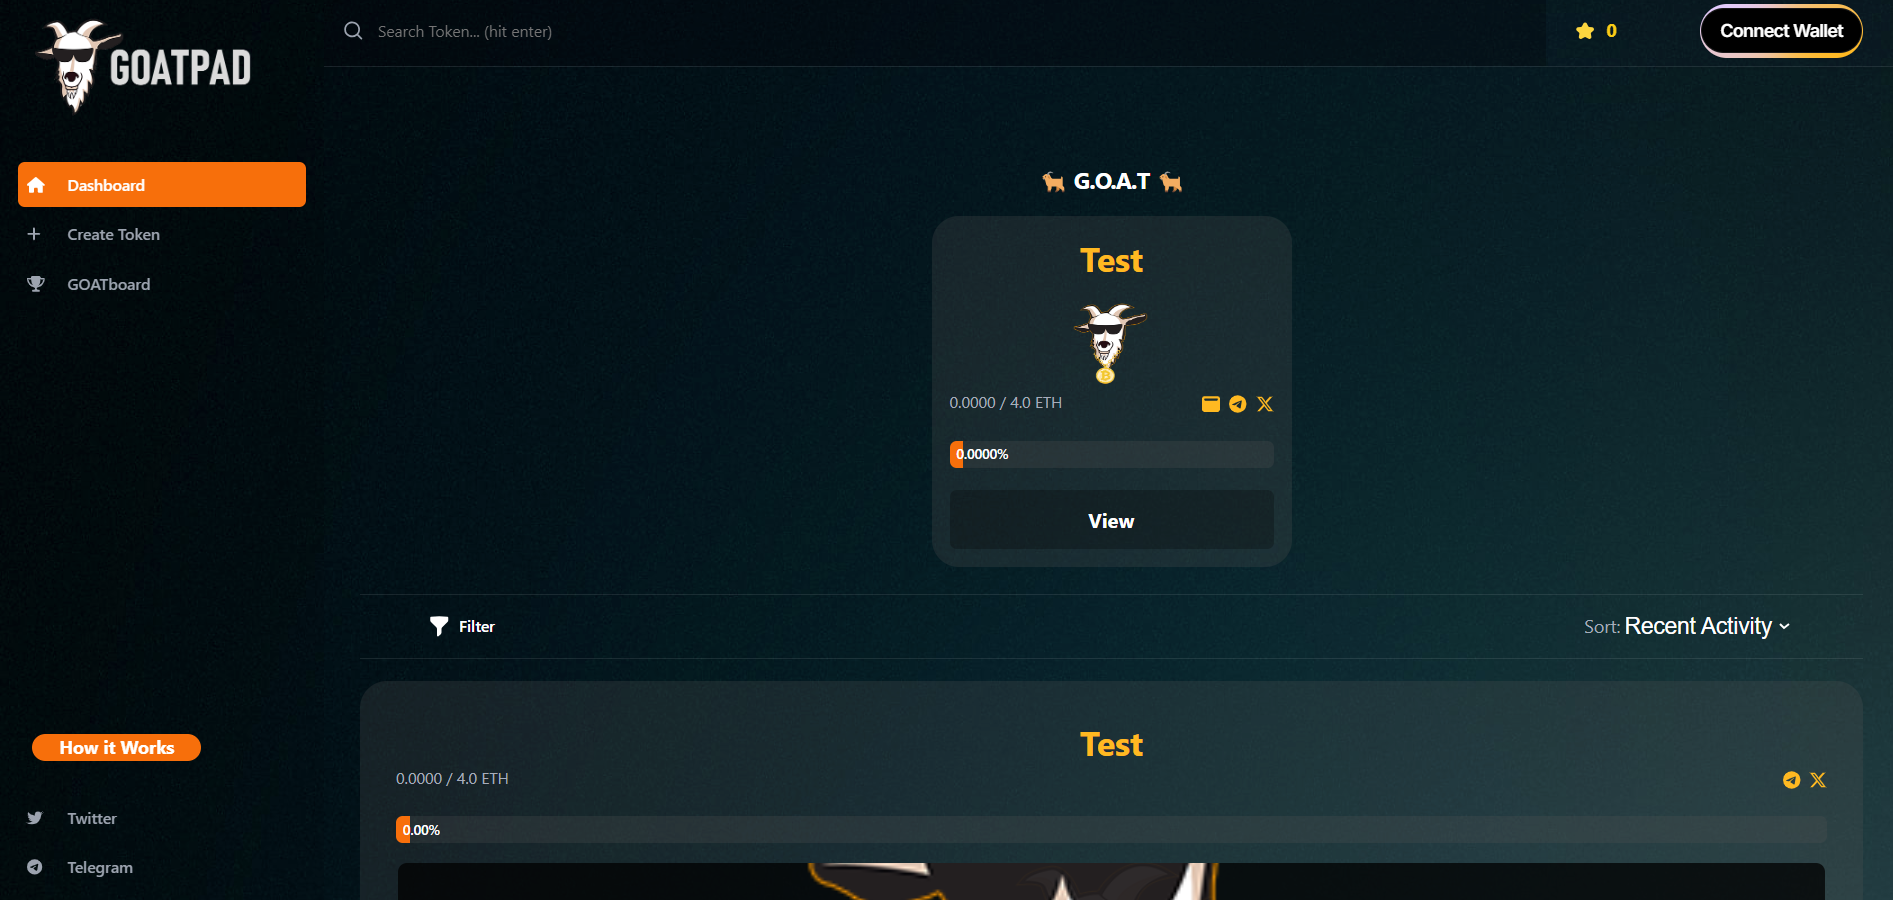 GOATPAD
Search Token... (hit enter)
0
Connect Wallet
Dashboard
Create Token
GOATboard
G.O.A.T
Test
0.0000 / 4.0 ETH
0.0000%
View
Filter
Sort: Recent Activity
Test
0.0000 / 4.0 ETH
0.00%
How it Works
Twitter
Telegram